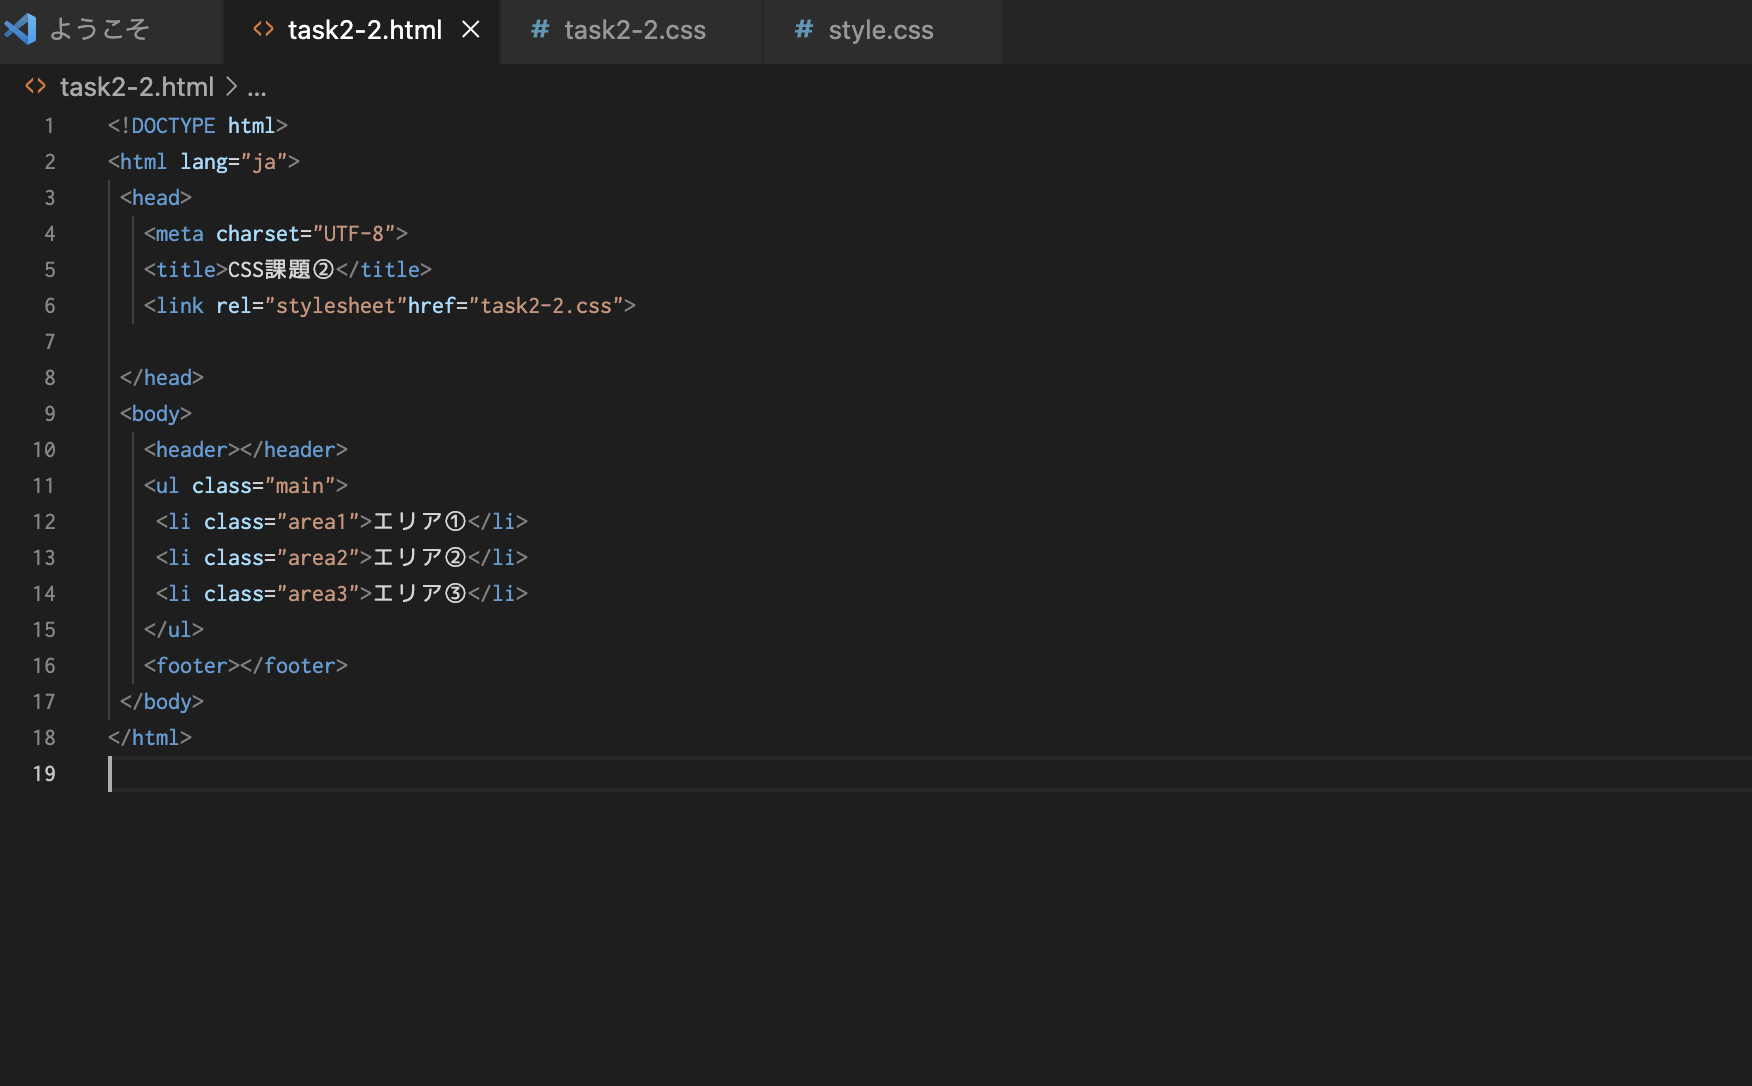 ようこそ <> task2-2.html × # task2-2.css # style.css
<> task2-2.html > ...
1 <!DOCTYPE html>
2 <html lang="ja">
3 <head>
4 <meta charset="UTF-8">
5 <title>CSS課題②</title>
6 <link rel="stylesheet"href="task2-2.css">
7
8 </head>
9 <body>
10 <header></header>
11 <ul class="main">
12 <li class="area1">エリア①</li>
13 <li class="area2">エリア②</li>
14 <li class="area3">エリア③</li>
15 </ul>
16 <footer></footer>
17 </body>
18 </html>
19